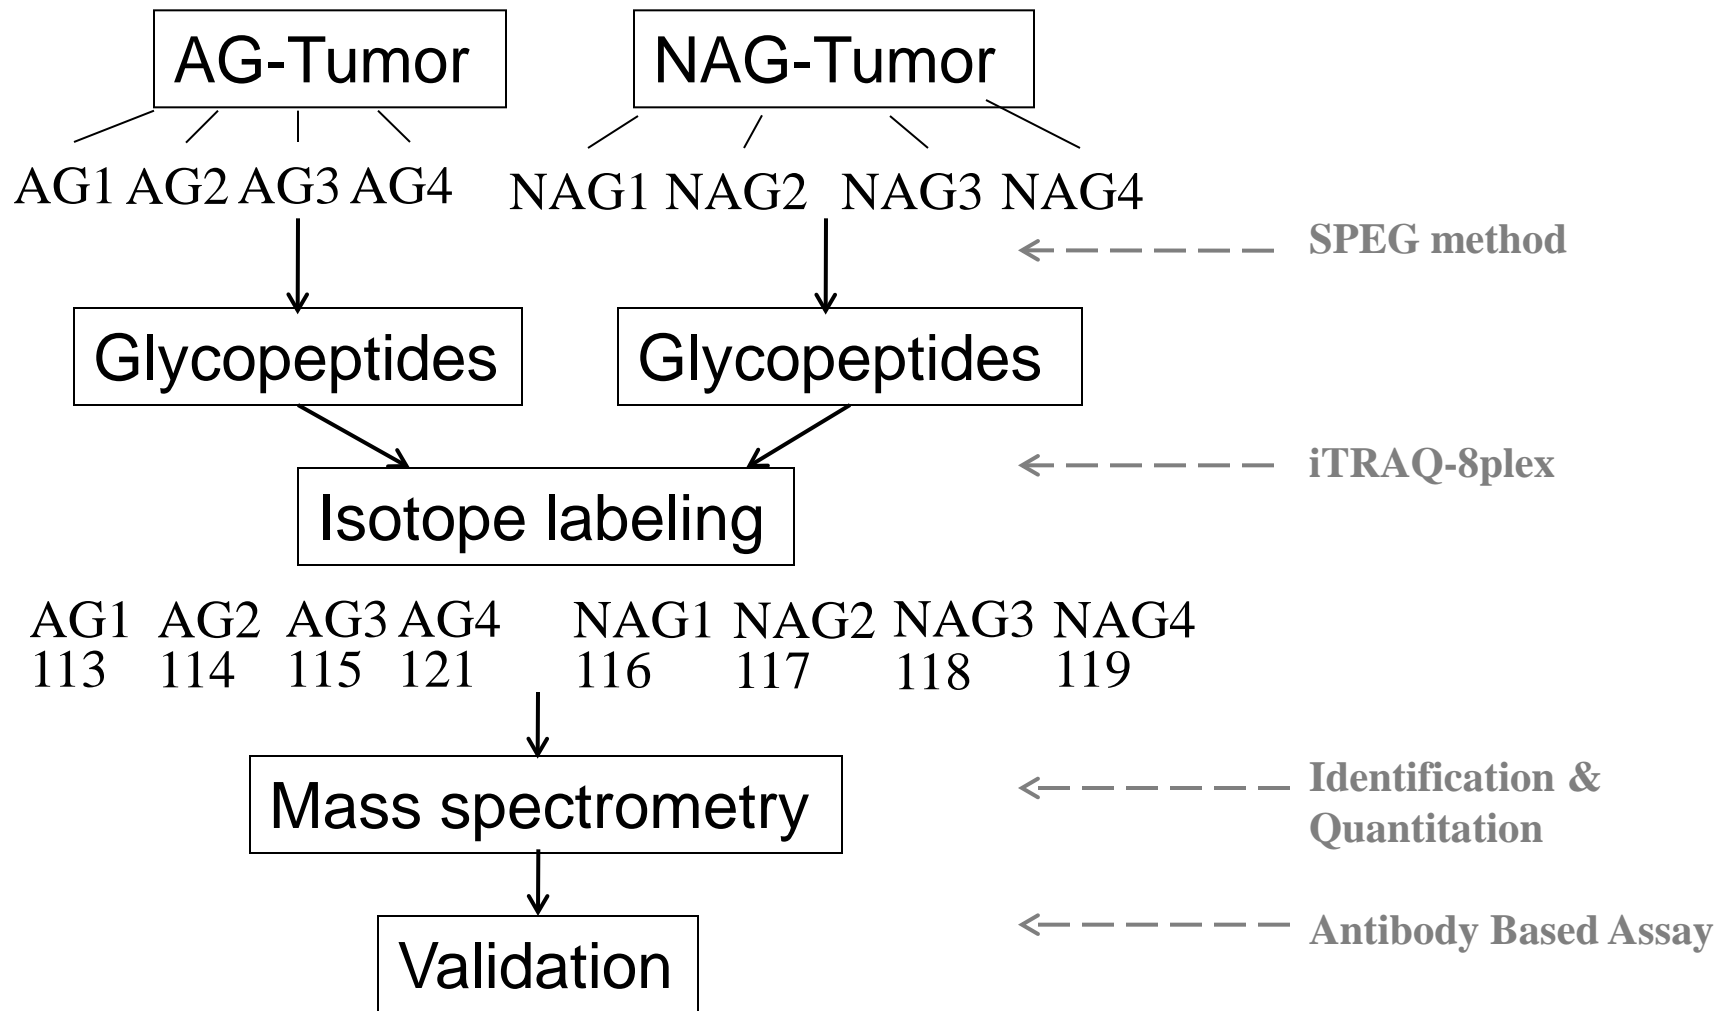 AG-Tumor
NAG-Tumor
AG1 AG2 AG3 AG4
NAG1 NAG2 NAG3 NAG4
SPEG method
Glycopeptides
Glycopeptides
iTRAQ-8plex
Isotope labeling
AG1 AG2 AG3 AG4 NAG1 NAG2 NAG3 NAG4
113 114 115 121 116 117 118 119
Mass spectrometry
Identification &
Quantitation
Antibody Based Assay
Validation